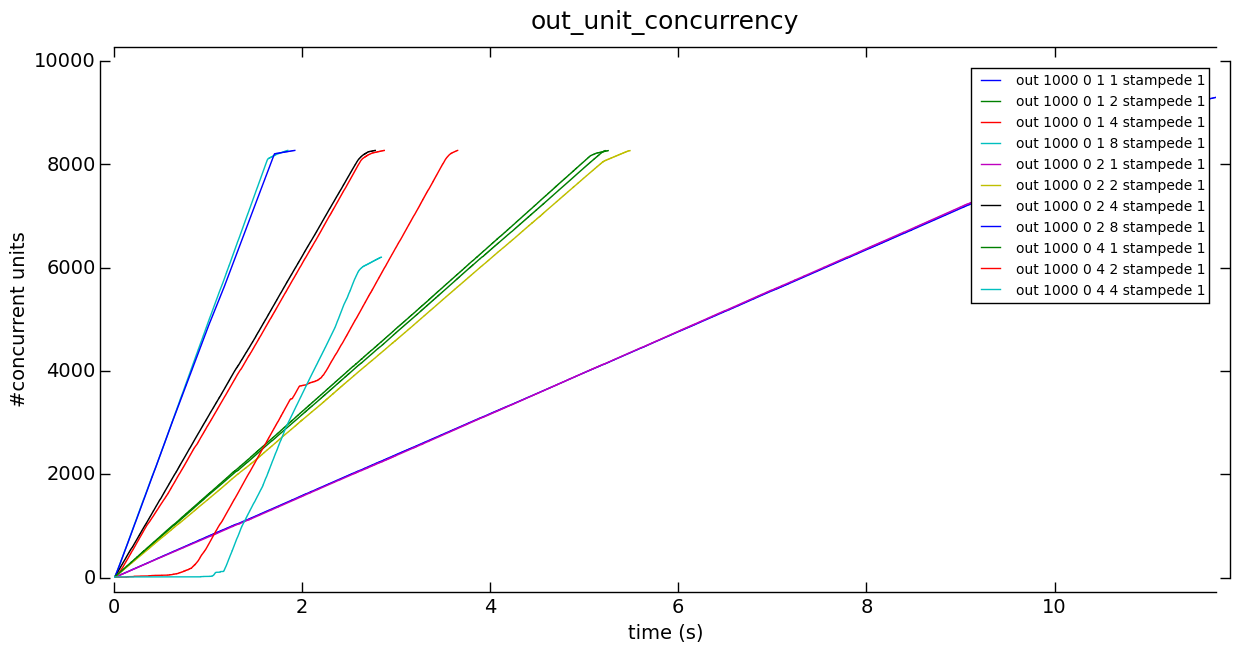 out_unit_concurrency
10000
8000
6000
4000
2000
0
#concurrent units
out 1000 0 1 1 stampede 1
out 1000 0 1 2 stampede 1
out 1000 0 1 4 stampede 1
out 1000 0 1 8 stampede 1
out 1000 0 2 1 stampede 1
out 1000 0 2 2 stampede 1
out 1000 0 2 4 stampede 1
out 1000 0 2 8 stampede 1
out 1000 0 4 1 stampede 1
out 1000 0 4 2 stampede 1
out 1000 0 4 4 stampede 1
0 2 4 6 8 10
time (s)